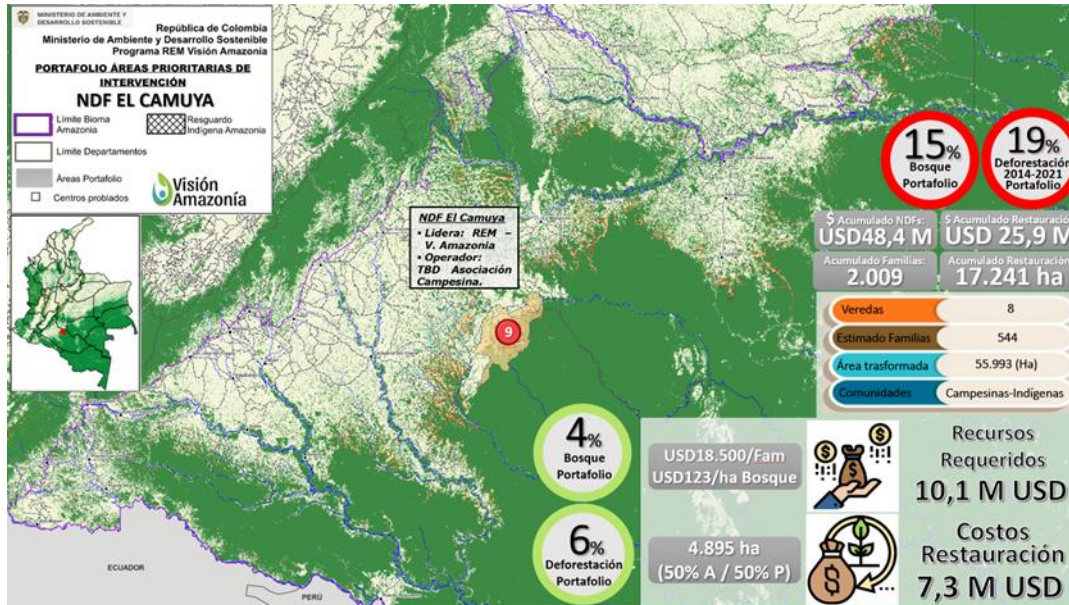 MINISTERIO DE AMBIENTE Y
DESARROLLO SOSTENIBLE
República de Colombia
Ministerio de Ambiente y Desarrollo Sostenible
Programa REM Visión Amazonia
PORTAFOLIO ÁREAS PRIORITARIAS DE
INTERVENCIÓN
NDF EL CAMUYA
Límite Bioma
Amazonia
Resguardo
Indígena Amazonia
Límite Departamentos
Áreas Portafolio
Centros problados
Visión
Amazonía
NDF El Camuya
▪ Lidera: REM –
V. Amazonia
▪ Operador:
TBD Asociación
Campesina.
9
15%
Bosque
Portafolio
19%
Deforestación
2014-2021
Portafolio
$ Acumulado NDFs:
USD48,4 M
$ Acumulado Restauració
USD 25,9 M
Acumulado Familias:
2.009
Acumulado Restauració
17.241 ha
Veredas 8
Estimado Familias 544
Área trasformada 55.993 (Ha)
Comunidades Campesinas-Indígenas
4%
Bosque
Portafolio
USD18.500/Fam
USD123/ha Bosque
Recursos
Requeridos
10,1 M USD
6%
Deforestación
Portafolio
4.895 ha
(50% A / 50% P)
Costos
Restauración
7,3 M USD
ECUADOR
PERÚ